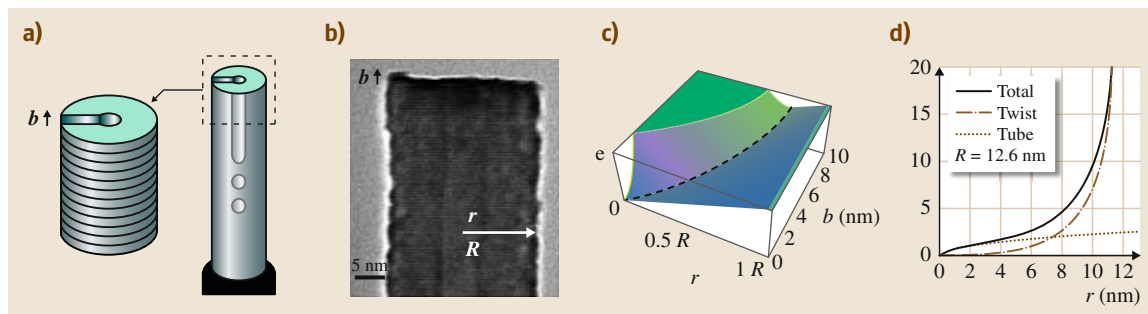 a)
b
b
b)
b
r
R
5 nm
c)
e
0
0.5 R
r
1 R
0
2
4
6
8
10
b (nm)
d)
20
15
10
5
0
Total
Twist
Tube
R = 12.6 nm
0 2 4 6 8 10 12
r (nm)